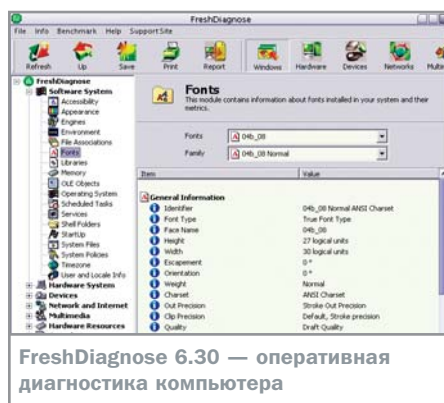 FreshDiagnose
File Info Benchmark Help Support Site
Refresh Up Save Print Report Windows Hardware Devices Networks
FreshDiagnose
Software System
Accessibility
Appearance
Engines
Environment
File Associations
Fonts
Libraries
Memory
OLE Objects
Operating System
Scheduled Tasks
Services
Shell Folders
StartUp
System Files
System Policies
Timezone
User and Locale Info
Hardware System
Devices
Network and Internet
Multimedia
Hardware Resources
Fonts
This module contains information about fonts installed in your system and their
metrics.
Fonts 04b_08
Family 04b_08 Normal
Item Value
General Information
Identifier 04b_08 Normal ANSI Charset
Font Type True Font Type
Face Name 04b_08
Height 27 logical units
Width 30 logical units
Escapement 0 °
Orientation 0 °
Weight Normal
Charset ANSI Charset
Out Precision Stroke Out Precision
Clip Precision Default, Stroke precision
Quality Draft Quality
FreshDiagnose 6.30 — оперативная
диагностика компьютера